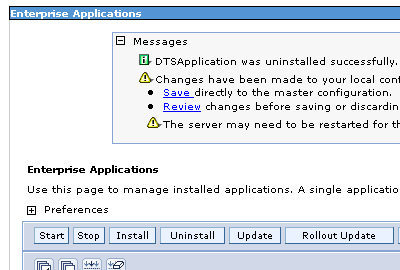 Enterprise Applications
Messages
DTSApplication was uninstalled successfully.
Changes have been made to your local conf
Save directly to the master configuration.
Review changes before saving or discardin
The server may need to be restarted for th
Enterprise Applications
Use this page to manage installed applications. A single applicatio
Preferences
Start Stop Install Uninstall Update Rollout Update